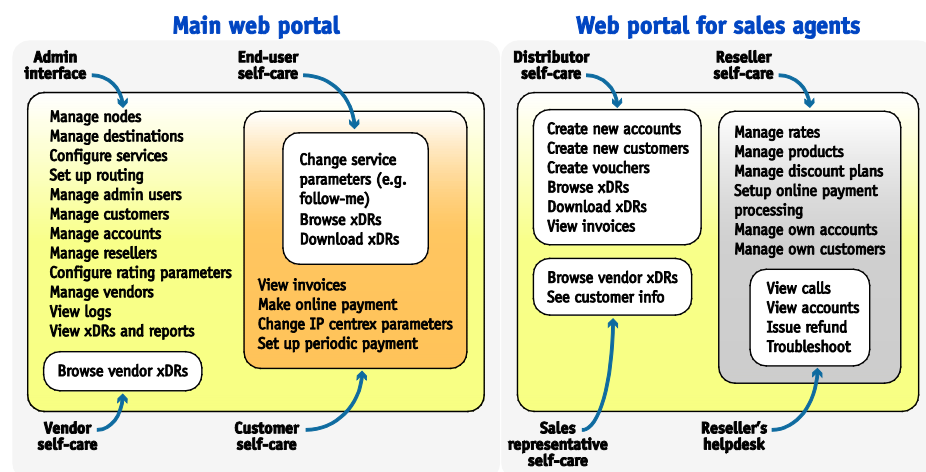 Main web portal
Admin
interface
End-user
self-care
Manage nodes
Manage destinations
Configure services
Set up routing
Manage admin users
Manage customers
Manage accounts
Manage resellers
Configure rating parameters
Manage vendors
View logs
View xDRs and reports
Browse vendor xDRs
Change service
parameters (e.g.
follow-me)
Browse xDRs
Download xDRs
View invoices
Make online payment
Change IP centrex parameters
Set up periodic payment
Vendor
self-care
Customer
self-care
Web portal for sales agents
Distributor
self-care
Reseller
self-care
Create new accounts
Create new customers
Create vouchers
Browse xDRs
Download xDRs
View invoices
Browse vendor xDRs
See customer info
Manage rates
Manage products
Manage discount plans
Setup online payment
processing
Manage own accounts
Manage own customers
View calls
View accounts
Issue refund
Troubleshoot
Sales
representative
self-care
Reseller's
helpdesk